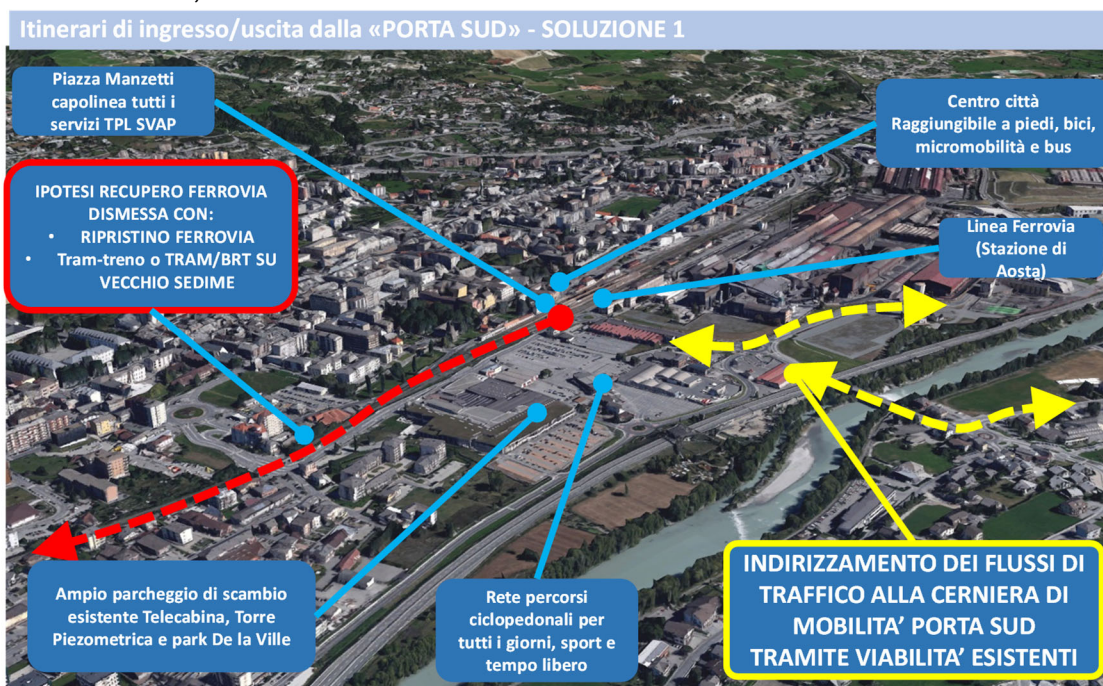 Itinerari di ingresso/uscita dalla «PORTA SUD» - SOLUZIONE 1
Piazza Manzetti
capolinea tutti i
servizi TPL SVAP
Centro città
Raggiungibile a piedi, bici,
micromobilità e bus
IPOTESI RECUPERO FERROVIA
DISMESSA CON:
• RIPRISTINO FERROVIA
• Tram-treno o TRAM/BRT SU
VECCHIO SEDIME
Linea Ferrovia
(Stazione di
Aosta)
Ampio parcheggio di scambio
esistente Telecabina, Torre
Piezometrica e park De la Ville
Rete percorsi
ciclopedonali per
tutti i giorni, sport e
tempo libero
INDIRIZZAMENTO DEI FLUSSI DI
TRAFFICO ALLA CERNIERA DI
MOBILITA’ PORTA SUD
TRAMITE VIABILITA’ ESISTENTI